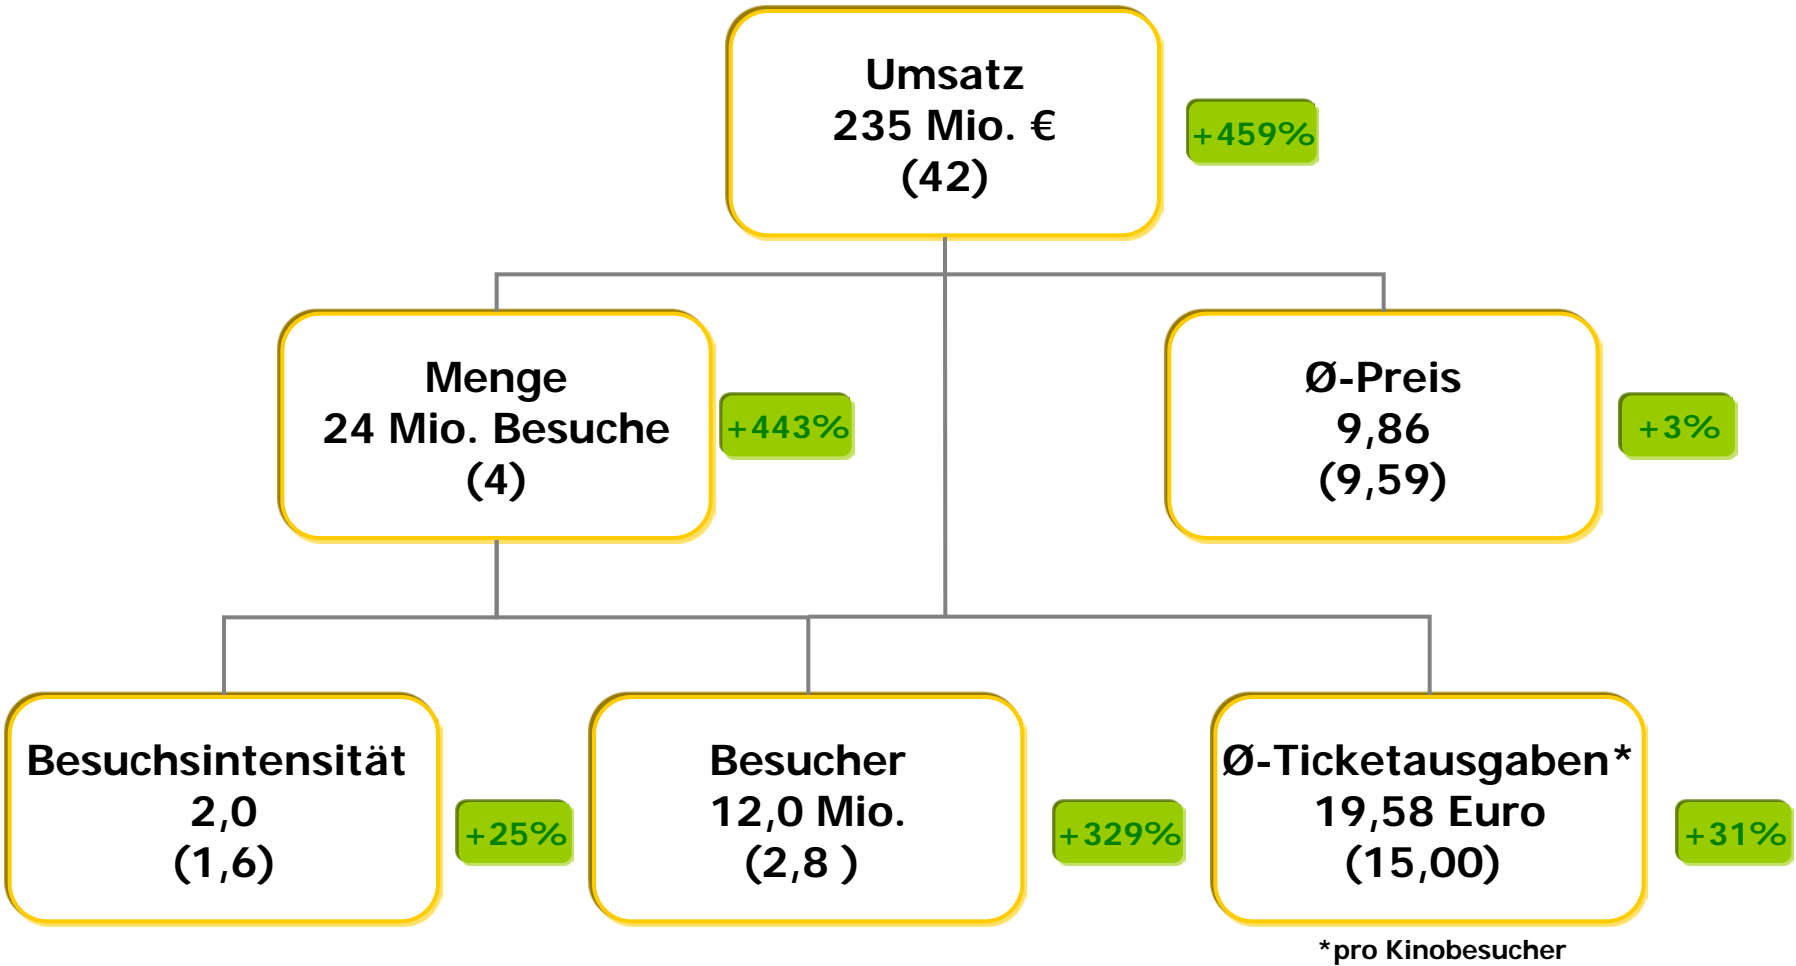 Umsatz
235 Mio. €
(42)
+459%
Menge
24 Mio. Besuche
(4)
+443%
Ø-Preis
9,86
(9,59)
+3%
Besuchsintensität
2,0
(1,6)
+25%
Besucher
12,0 Mio.
(2,8 )
+329%
Ø-Ticketausgaben*
19,58 Euro
(15,00)
+31%
*pro Kinobesucher